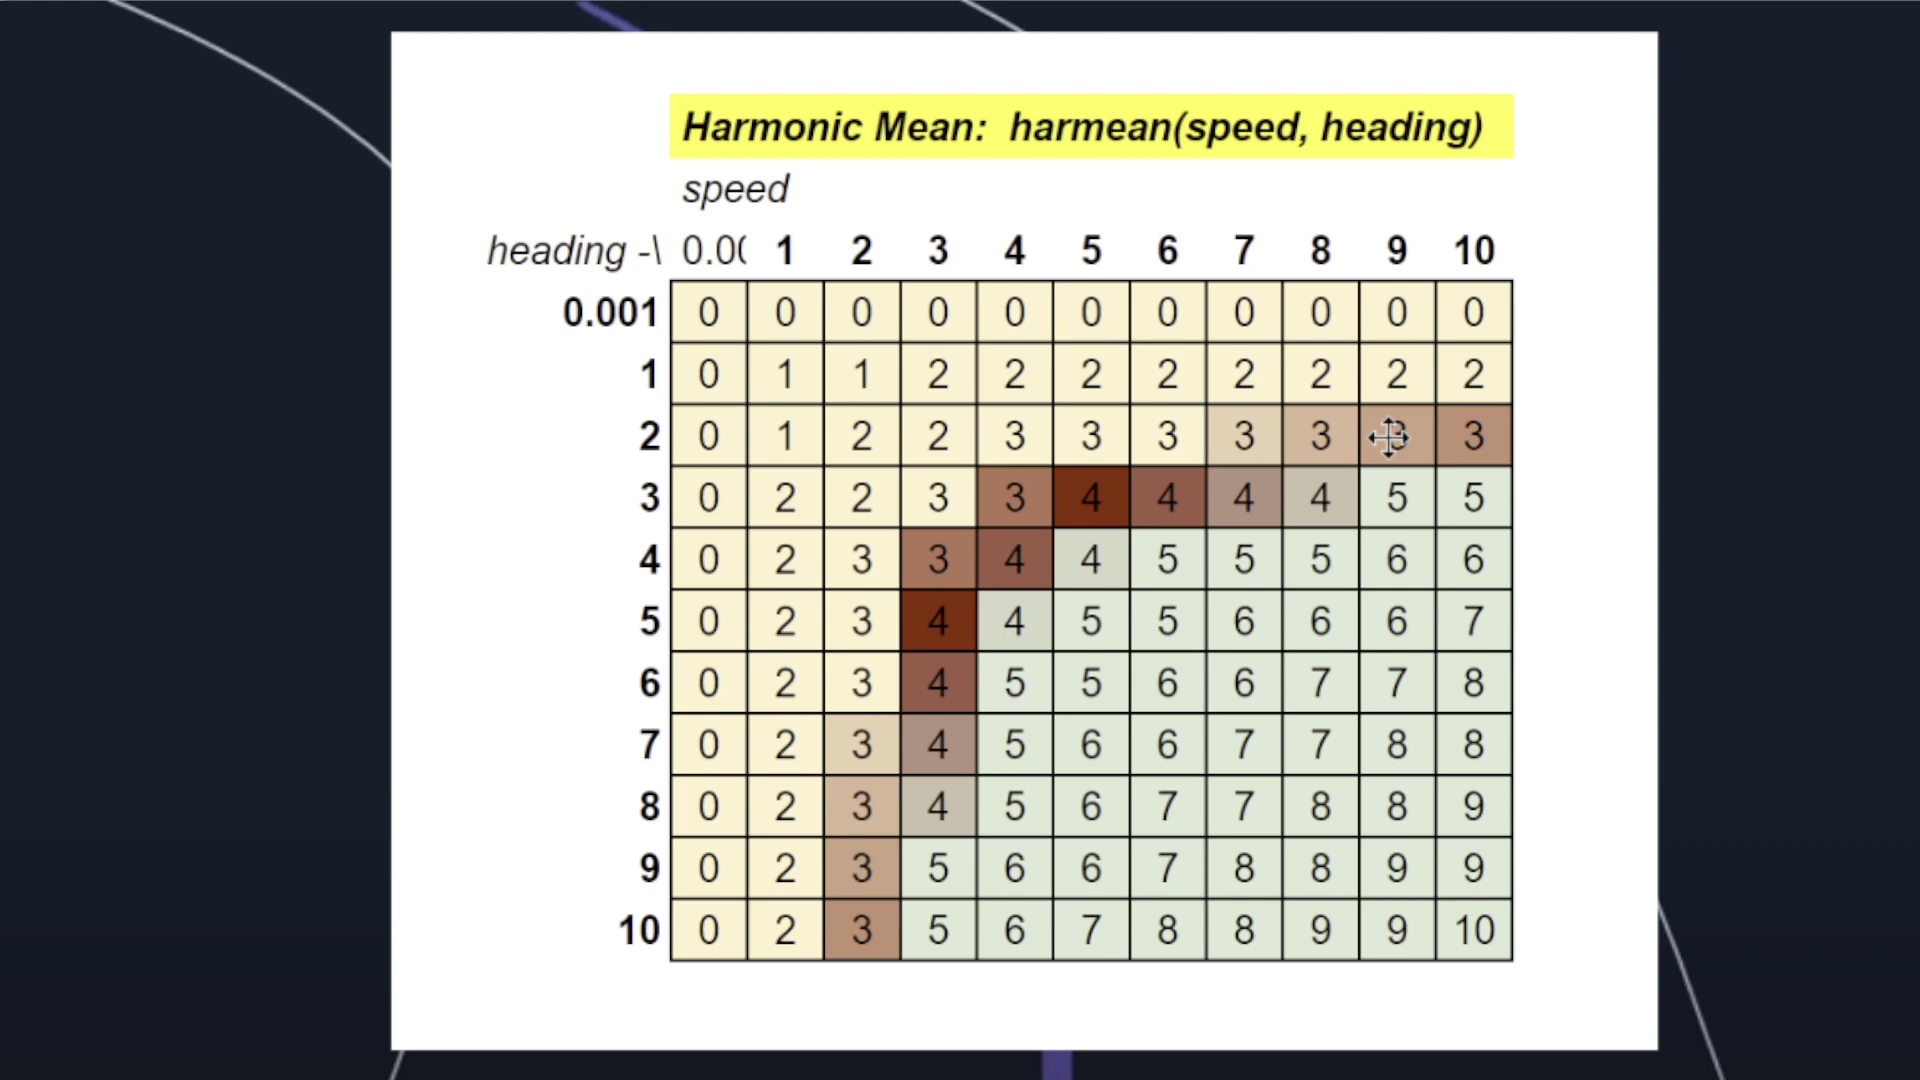 Harmonic Mean: harmean(speed, heading)
speed
heading -\ 0.00 1 2 3 4 5 6 7 8 9 10
0.001 0 0 0 0 0 0 0 0 0 0 0
1 0 1 1 2 2 2 2 2 2 2 2
2 0 1 2 2 3 3 3 3 3 3 3
3 0 2 2 3 3 4 4 4 4 5 5
4 0 2 3 3 4 4 5 5 5 6 6
5 0 2 3 4 4 5 5 6 6 6 7
6 0 2 3 4 5 5 6 6 7 7 8
7 0 2 3 4 5 6 6 7 7 8 8
8 0 2 3 4 5 6 7 7 8 8 9
9 0 2 3 5 6 6 7 8 8 9 9
10 0 2 3 5 6 7 8 8 9 9 10